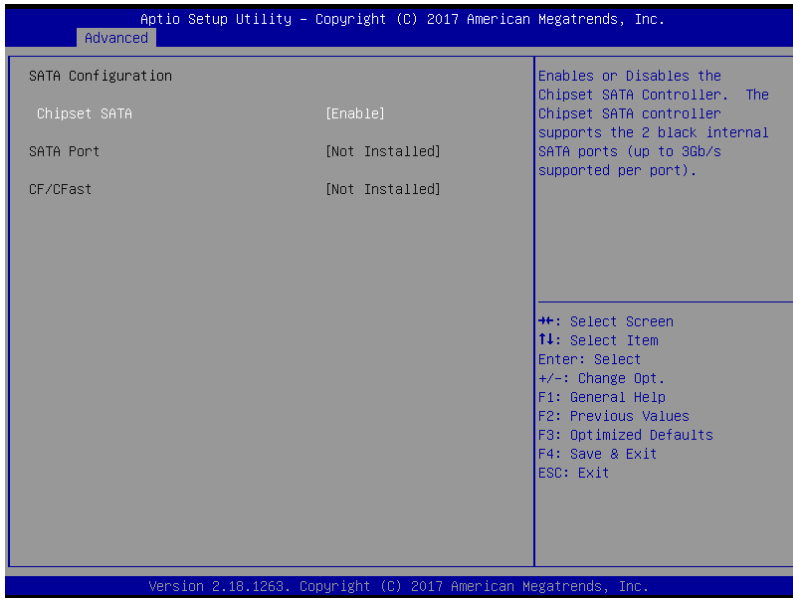 Aptio Setup Utility – Copyright (C) 2017 American Megatrends, Inc.
Advanced
SATA Configuration
Chipset SATA [Enable]
SATA Port [Not Installed]
CF/CFast [Not Installed]
Enables or Disables the
Chipset SATA Controller. The
Chipset SATA controller
supports the 2 black internal
SATA ports (up to 3Gb/s
supported per port).
→←: Select Screen
↑↓: Select Item
Enter: Select
+/-: Change Opt.
F1: General Help
F2: Previous Values
F3: Optimized Defaults
F4: Save & Exit
ESC: Exit
Version 2.18.1263. Copyright (C) 2017 American Megatrends, Inc.